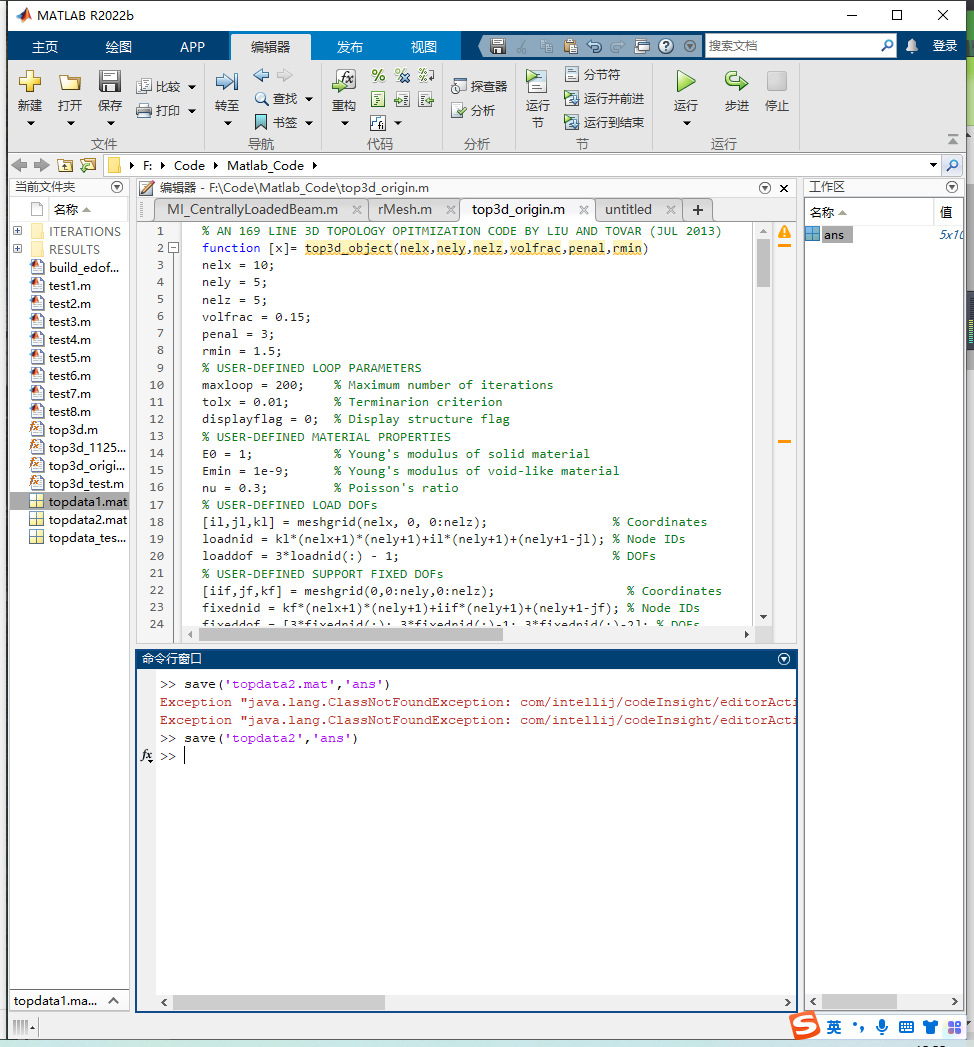 MATLAB R2022b
主页 绘图 APP 编辑器 发布 视图 搜索文档 登录
新建 打开 保存 比较 打印 转至 查找 书签 重构 探查器 分析 运行节 分节符 运行并前进 运行到结束 运行 步进 停止
文件 导航 代码 分析 节 运行
F: Code Matlab_Code
当前文件夹
名称
ITERATIONS
RESULTS
build_edof...
test1.m
test2.m
test3.m
test4.m
test5.m
test6.m
test7.m
test8.m
top3d.m
top3d_1125...
top3d_origi...
top3d_test.m
topdata1.mat
topdata2.mat
topdata_tes...
topdata1.ma...
编辑器 - F:\Code\Matlab_Code\top3d_origin.m
MI_CentrallyLoadedBeam.m rMesh.m top3d_origin.m untitled
1 % AN 169 LINE 3D TOPOLOGY OPITMIZATION CODE BY LIU AND TOVAR (JUL 2013)
2 function [x]= top3d_object(nelx,nely,nelz,volfrac,penal,rmin)
3 nelx = 10;
4 nely = 5;
5 nelz = 5;
6 volfrac = 0.15;
7 penal = 3;
8 rmin = 1.5;
9 % USER-DEFINED LOOP PARAMETERS
10 maxloop = 200; % Maximum number of iterations
11 tolx = 0.01; % Terminarion criterion
12 displayflag = 0; % Display structure flag
13 % USER-DEFINED MATERIAL PROPERTIES
14 E0 = 1; % Young's modulus of solid material
15 Emin = 1e-9; % Young's modulus of void-like material
16 nu = 0.3; % Poisson's ratio
17 % USER-DEFINED LOAD DOFs
18 [il,jl,kl] = meshgrid(nelx, 0, 0:nelz); % Coordinates
19 loadnid = kl*(nelx+1)*(nely+1)+il*(nely+1)+(nely+1-jl); % Node IDs
20 loaddof = 3*loadnid(:) - 1; % DOFs
21 % USER-DEFINED SUPPORT FIXED DOFs
22 [iif,jf,kf] = meshgrid(0,0:nely,0:nelz); % Coordinates
23 fixednid = kf*(nelx+1)*(nely+1)+iif*(nely+1)+(nely+1-jf); % Node IDs
24 fixeddof = [3*fixednid(:); 3*fixednid(:)-1; 3*fixednid(:)-2]; % DOFs
命令行窗口
>> save('topdata2.mat','ans')
Exception "java.lang.ClassNotFoundException: com/intellij/codeInsight/editorActi
Exception "java.lang.ClassNotFoundException: com/intellij/codeInsight/editorActi
>> save('topdata2','ans')
fx >>
工作区
名称 值
ans 5x10
英